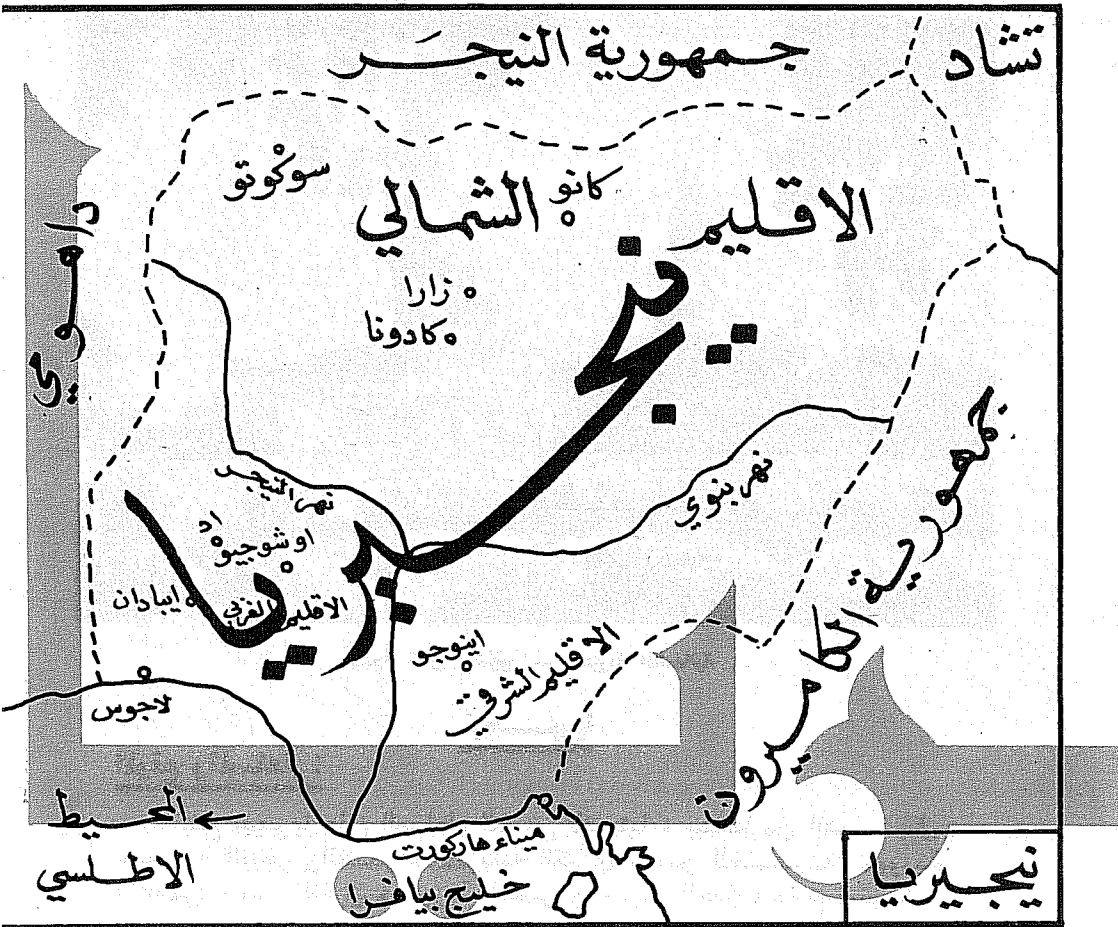 تشاد
جمهورية النيجر
سوكوتو
كانو
الاقليم الشمالي
داهومي
زارا
كادونا
نيجيريا
جمهورية الكاميرون
نهر النيجر
نهر بنوي
اوشوجيو
اد
ايبادان
الاقليم الغربي
اينوجو
الاقليم الشرقي
لاجوس
المحيط
الاطلسي
ميناء هاركورت
خليج بيافرا
نيجيريا